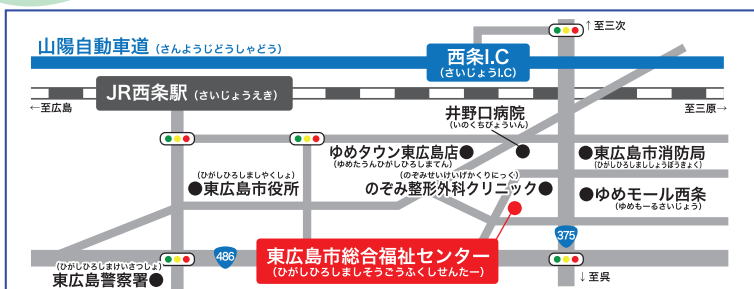 ↑至三次
山陽自動車道（さんようじどうしゃどう）
西条I.C
（さいじょうI.C）
JR西条駅（さいじょうえき）
←至広島
至三原→
井野口病院
（いのくちびょういん）
ゆめタウン東広島店
（ゆめたうんひがしひろしまてん）
東広島市消防局
（ひがしひろしまししょうぼうきょく）
（ひがしひろしましやくしょ）
東広島市役所
（のぞみせいけいげかくりにっく）
のぞみ整形外科クリニック
ゆめモール西条
（ゆめもーるさいじょう）
375
486
東広島市総合福祉センター
（ひがしひろしましそうごうふくしせんたー）
（ひがしひろしまけいさつしょ）
東広島警察署
↓至呉